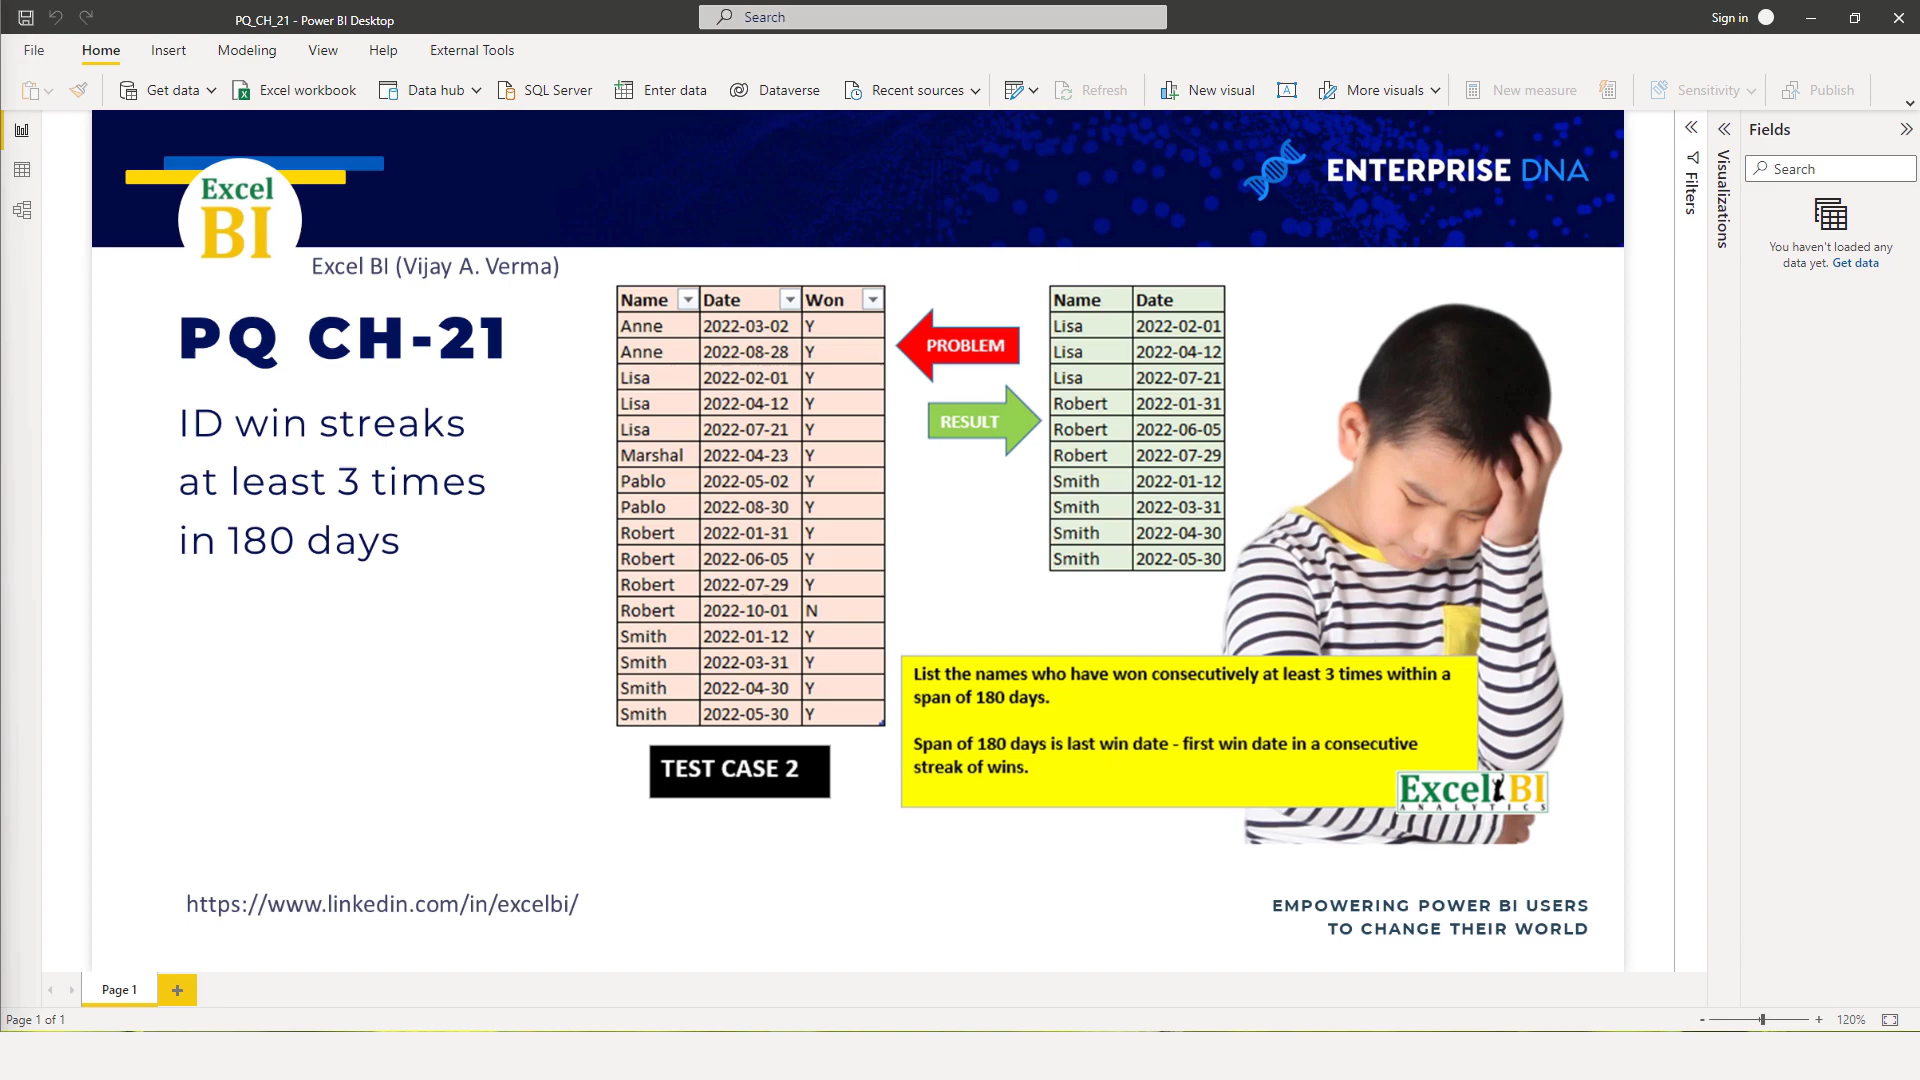 PQ_CH_21 - Power BI Desktop
Search
Sign in
File Home Insert Modeling View Help External Tools
Get data Excel workbook Data hub SQL Server Enter data Dataverse Recent sources Refresh New visual More visuals New measure Sensitivity Publish
Excel
BI
ENTERPRISE DNA
Excel BI (Vijay A. Verma)
PQ CH-21
ID win streaks
at least 3 times
in 180 days
Name Date Won
Anne 2022-03-02 Y
Anne 2022-08-28 Y
Lisa 2022-02-01 Y
Lisa 2022-04-12 Y
Lisa 2022-07-21 Y
Marshal 2022-04-23 Y
Pablo 2022-05-02 Y
Pablo 2022-08-30 Y
Robert 2022-01-31 Y
Robert 2022-06-05 Y
Robert 2022-07-29 Y
Robert 2022-10-01 N
Smith 2022-01-12 Y
Smith 2022-03-31 Y
Smith 2022-04-30 Y
Smith 2022-05-30 Y
TEST CASE 2
PROBLEM
RESULT
Name Date
Lisa 2022-02-01
Lisa 2022-04-12
Lisa 2022-07-21
Robert 2022-01-31
Robert 2022-06-05
Robert 2022-07-29
Smith 2022-01-12
Smith 2022-03-31
Smith 2022-04-30
Smith 2022-05-30
List the names who have won consecutively at least 3 times within a
span of 180 days.
Span of 180 days is last win date - first win date in a consecutive
streak of wins.
Excel BI
ANALYTICS
https://www.linkedin.com/in/excelbi/
EMPOWERING POWER BI USERS
TO CHANGE THEIR WORLD
Filters
Visualizations
Fields
Search
You haven't loaded any
data yet. Get data
Page 1
Page 1 of 1
- + 120%